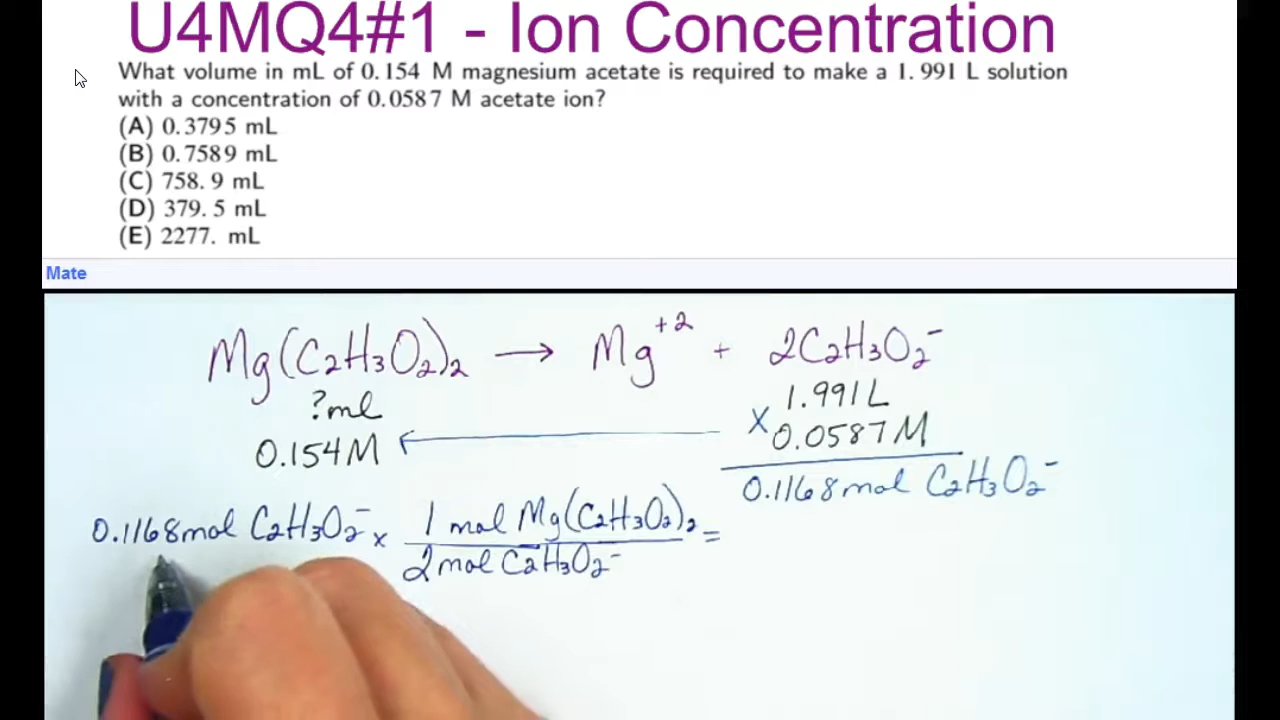 U4MQ4#1 - Ion Concentration
What volume in mL of 0.154 M magnesium acetate is required to make a 1.991 L solution
with a concentration of 0.0587 M acetate ion?
(A) 0.3795 mL
(B) 0.7589 mL
(C) 758.9 mL
(D) 379.5 mL
(E) 2277. mL
Mate
Mg(C₂H₃O₂)₂ → Mg⁺² + 2C₂H₃O₂⁻
?ml 1.991L
0.154M ← x 0.0587M
0.1168mol C₂H₃O₂⁻
0.1168mol C₂H₃O₂⁻ x 1 mol Mg(C₂H₃O₂)₂ =
2mol C₂H₃O₂⁻